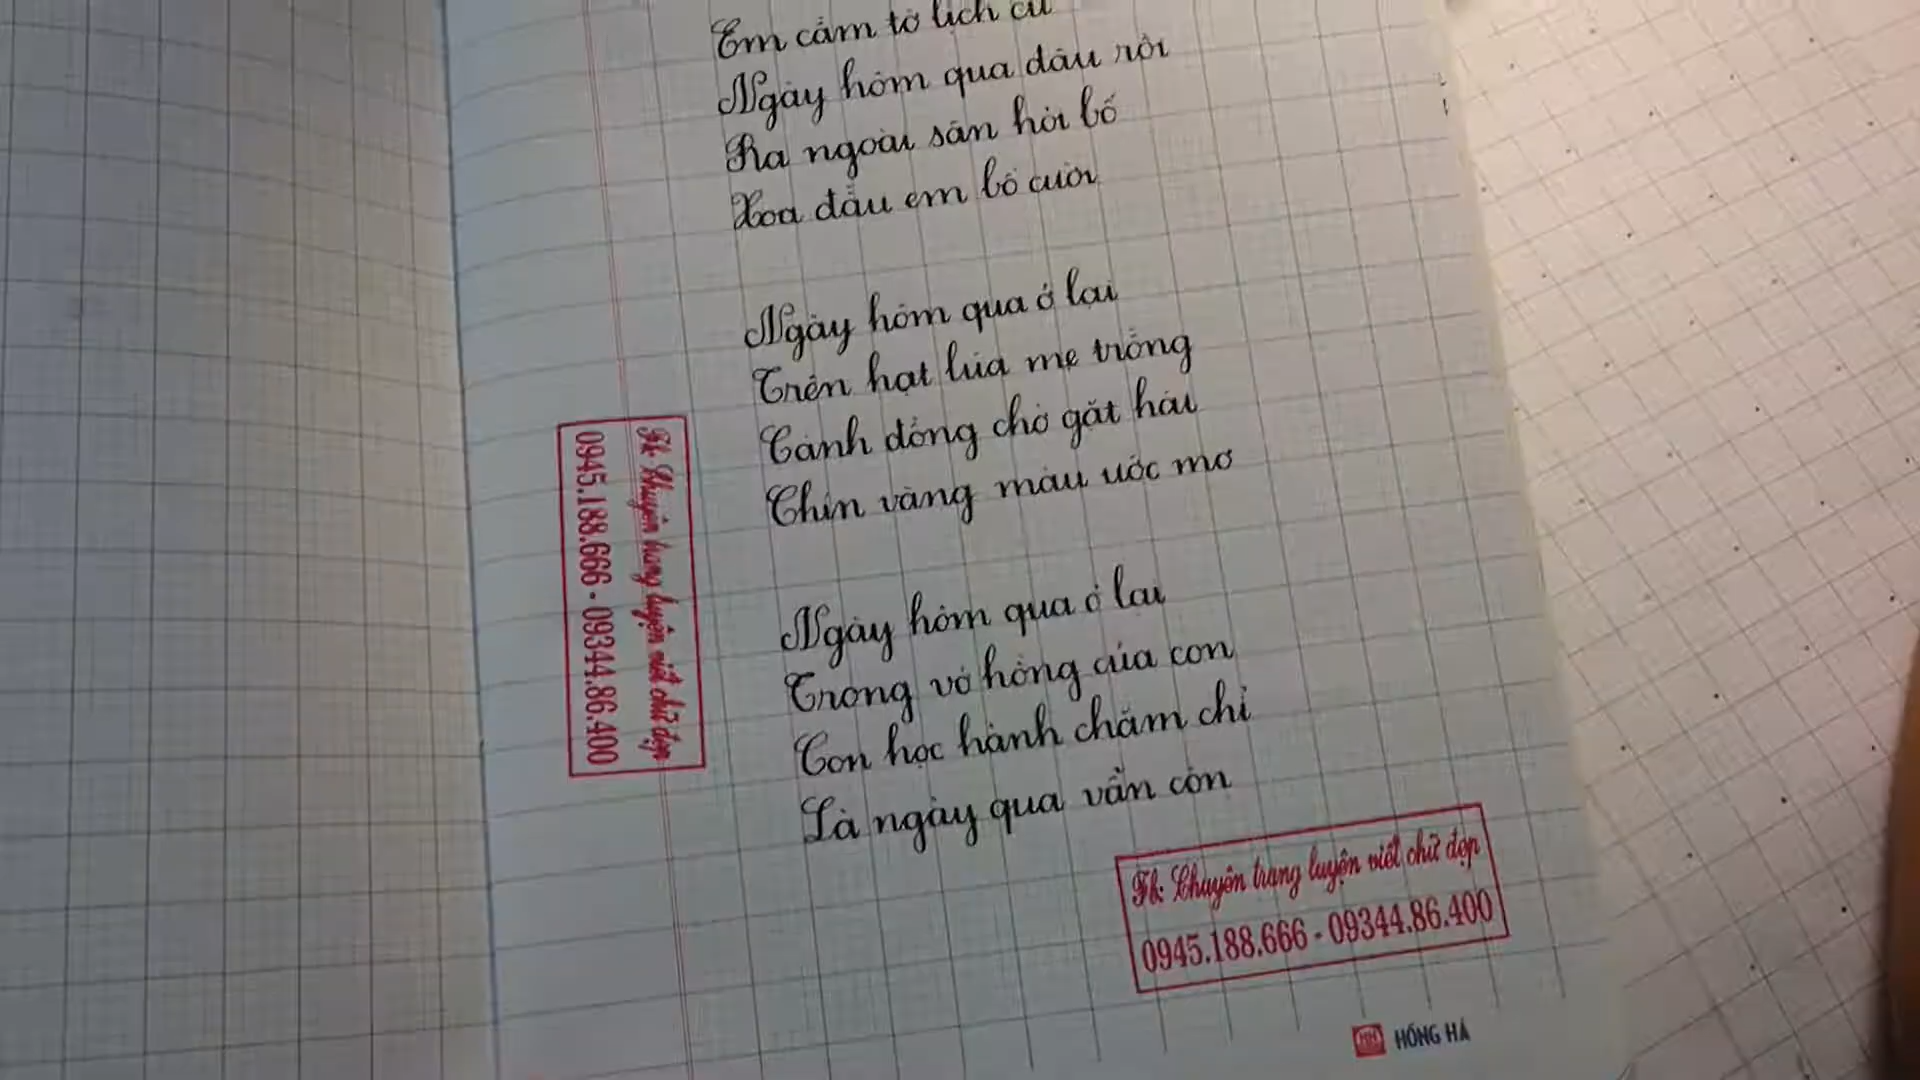 Em cầm tờ lịch cũ
Ngày hôm qua đâu rồi
Ra ngoài sân hỏi bố
Xoa đầu em bố cười
Ngày hôm qua ở lại
Trên hạt lúa mẹ trồng
Cánh đồng chờ gặt hái
Chín vàng màu ước mơ
Ngày hôm qua ở lại
Trong vở hồng của con
Con học hành chăm chỉ
Là ngày qua vẫn còn
Fb: Chuyên trang luyện viết chữ đẹp
0945.188.666 - 09344.86.400
Fb: Chuyên trang luyện viết chữ đẹp
0945.188.666 - 09344.86.400
HỒNG HÀ